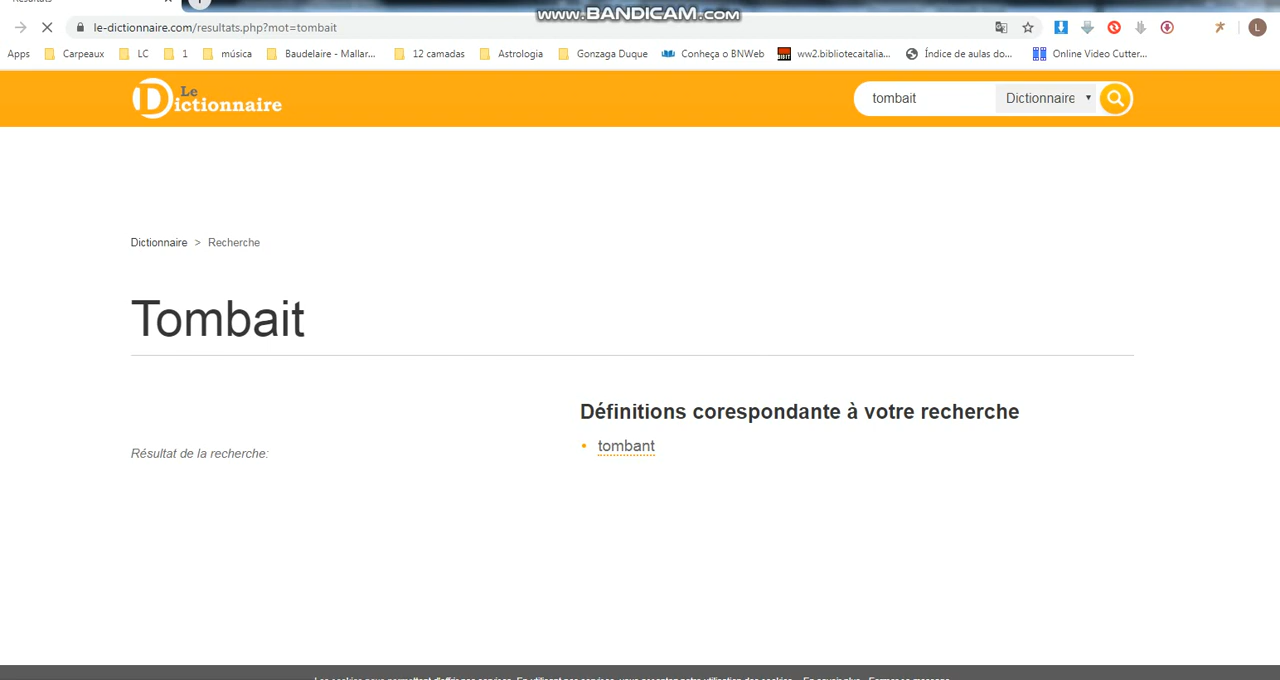 www.BANDICAM.com
le-dictionnaire.com/resultats.php?mot=tombait
L
Apps Carpeaux LC 1 música Baudelaire - Mallar... 12 camadas Astrologia Gonzaga Duque Conheça o BNWeb ww2.bibliotecaitalia... Índice de aulas do... Online Video Cutter...
Le
Dictionnaire
tombait Dictionnaire
Dictionnaire > Recherche
Tombait
Définitions corespondante à votre recherche
• tombant
Résultat de la recherche: